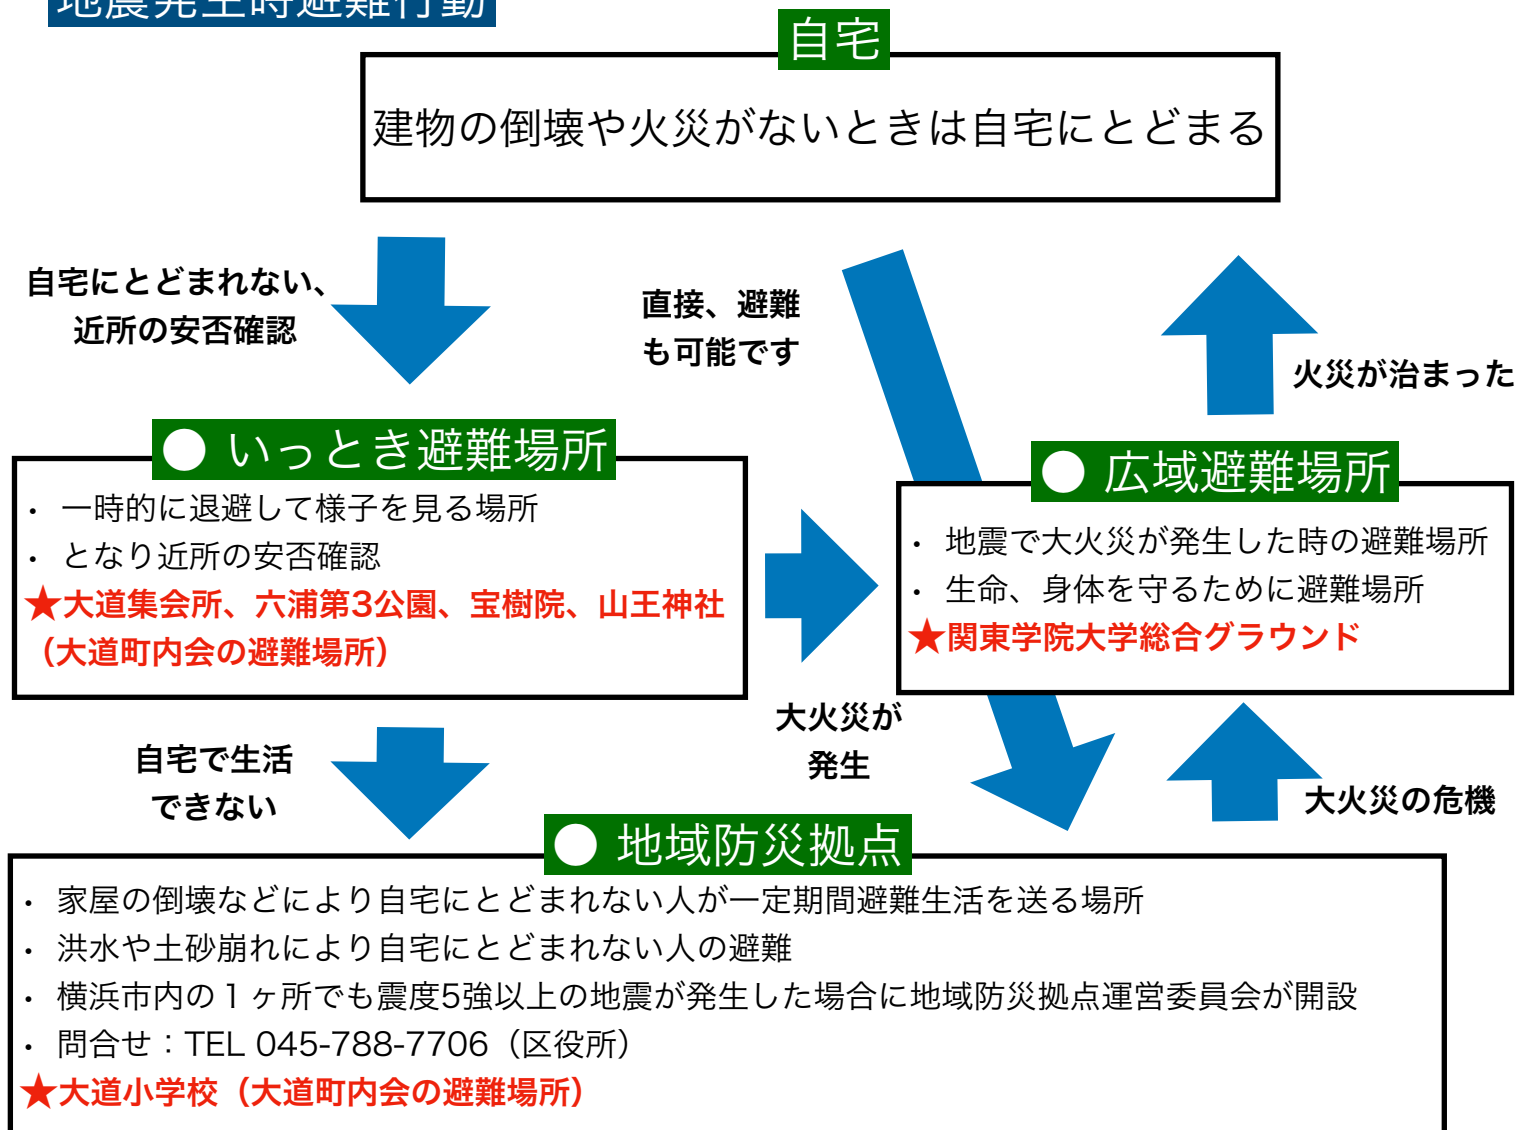 地震発生時避難行動
自宅
建物の倒壊や火災がないときは自宅にとどまる
自宅にとどまれない、
近所の安否確認
直接、避難
も可能です
火災が治まった
● いっとき避難場所
・ 一時的に退避して様子を見る場所
・ となり近所の安否確認
★大道集会所、六浦第3公園、宝樹院、山王神社
（大道町内会の避難場所）
● 広域避難場所
・ 地震で大火災が発生した時の避難場所
・ 生命、身体を守るために避難場所
★関東学院大学総合グラウンド
大火災が
発生
自宅で生活
できない
大火災の危機
● 地域防災拠点
・ 家屋の倒壊などにより自宅にとどまれない人が一定期間避難生活を送る場所
・ 洪水や土砂崩れにより自宅にとどまれない人の避難
・ 横浜市内の１ヶ所でも震度5強以上の地震が発生した場合に地域防災拠点運営委員会が開設
・ 問合せ：TEL 045-788-7706（区役所）
★大道小学校（大道町内会の避難場所）